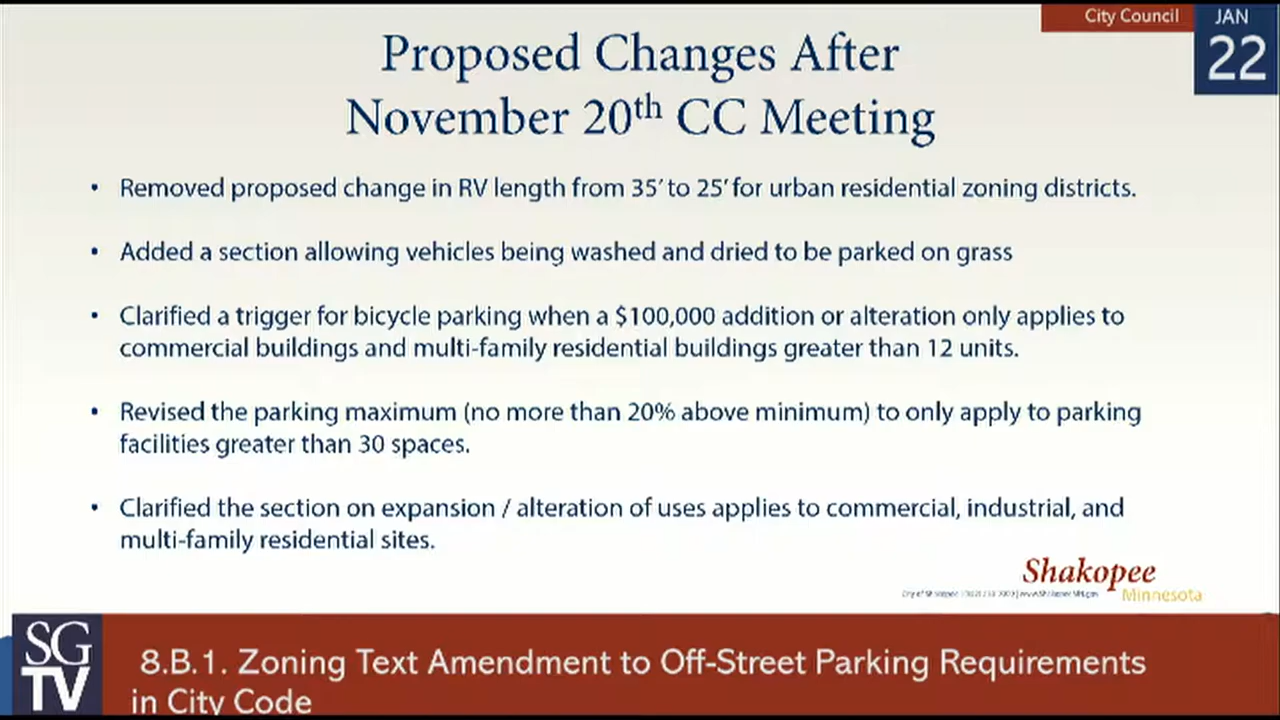 City Council
JAN
22
Proposed Changes After
November 20th CC Meeting
• Removed proposed change in RV length from 35' to 25' for urban residential zoning districts.
• Added a section allowing vehicles being washed and dried to be parked on grass
• Clarified a trigger for bicycle parking when a $100,000 addition or alteration only applies to
commercial buildings and multi-family residential buildings greater than 12 units.
• Revised the parking maximum (no more than 20% above minimum) to only apply to parking
facilities greater than 30 spaces.
• Clarified the section on expansion / alteration of uses applies to commercial, industrial, and
multi-family residential sites.
Shakopee
Minnesota
SG
TV
8.B.1. Zoning Text Amendment to Off-Street Parking Requirements
in City Code